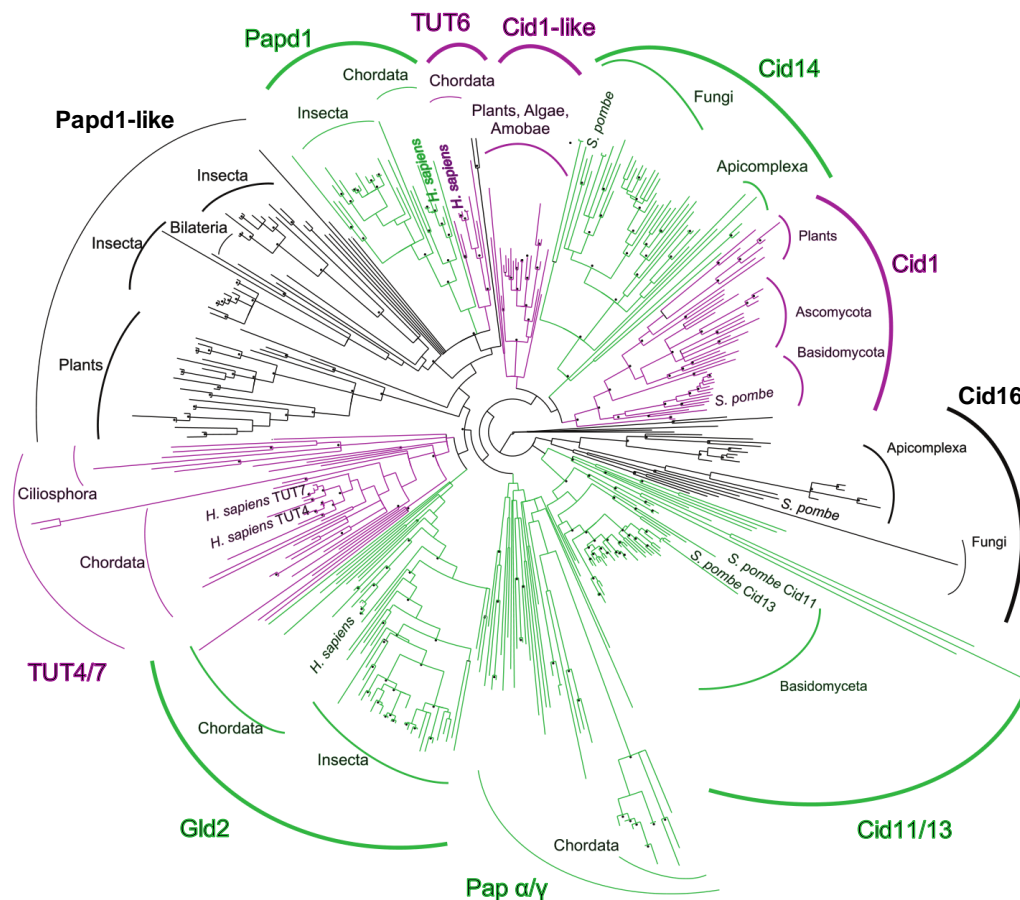 TUT6
Cid1-like
Papd1
Cid14
Chordata
Chordata
Fungi
Insecta
Plants, Algae,
Amobae
S. pombe
Papd1-like
H. sapiens
H. sapiens
Apicomplexa
Insecta
Insecta
Bilateria
Plants
Cid1
Ascomycota
Basidomycota
Plants
S. pombe
Cid16
Apicomplexa
Ciliosphora
H. sapiens TUT7
H. sapiens TUT4
S. pombe
Fungi
Chordata
S. pombe Cid11
S. pombe Cid13
H. sapiens
TUT4/7
Basidomyceta
Chordata
Insecta
Gld2
Cid11/13
Chordata
Pap α/γ